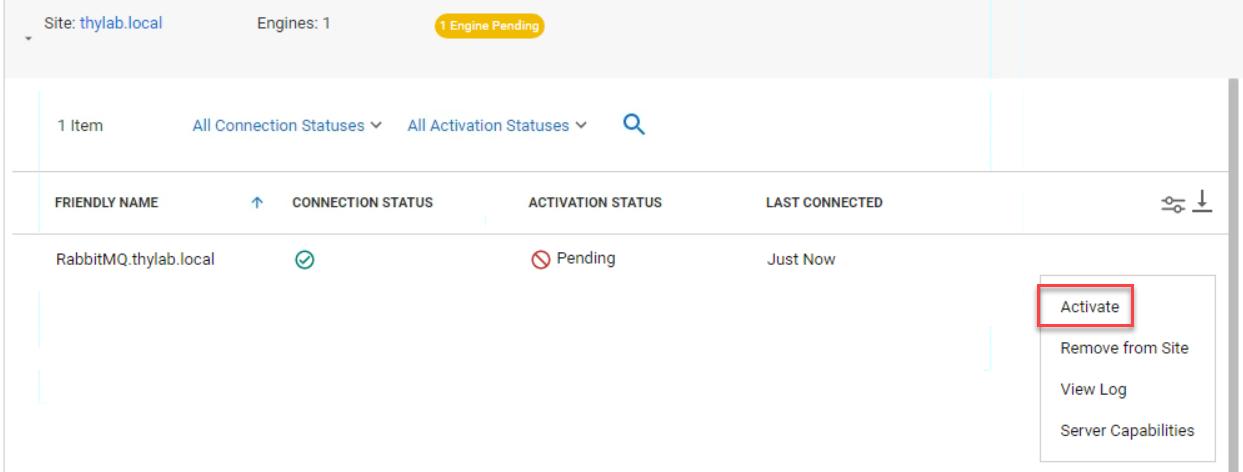 Site: thylab.local Engines: 1 1 Engine Pending
1 Item All Connection Statuses All Activation Statuses
FRIENDLY NAME CONNECTION STATUS ACTIVATION STATUS LAST CONNECTED
RabbitMQ.thylab.local Pending Just Now
Activate
Remove from Site
View Log
Server Capabilities